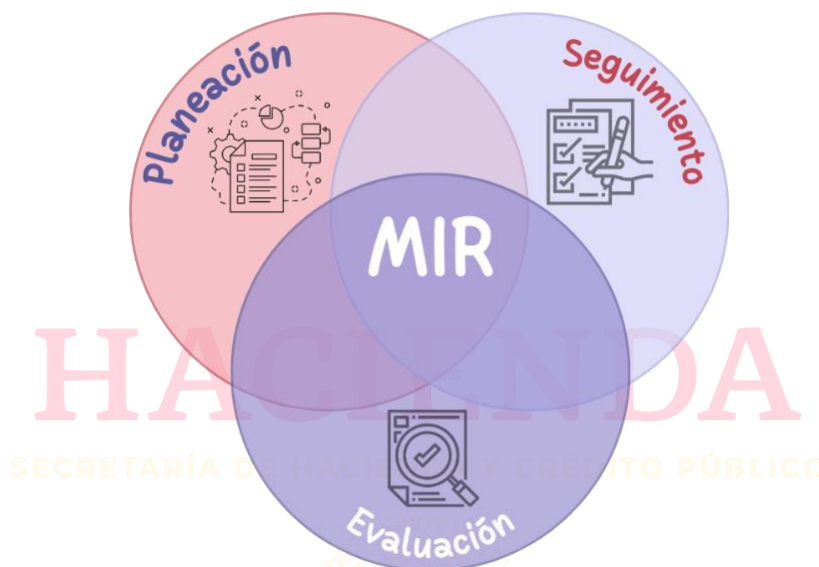 Planeación
Seguimiento
MIR
HACIENDA
SECRETARÍA DE HACIENDA Y CRÉDITO PÚBLICO
Evaluación